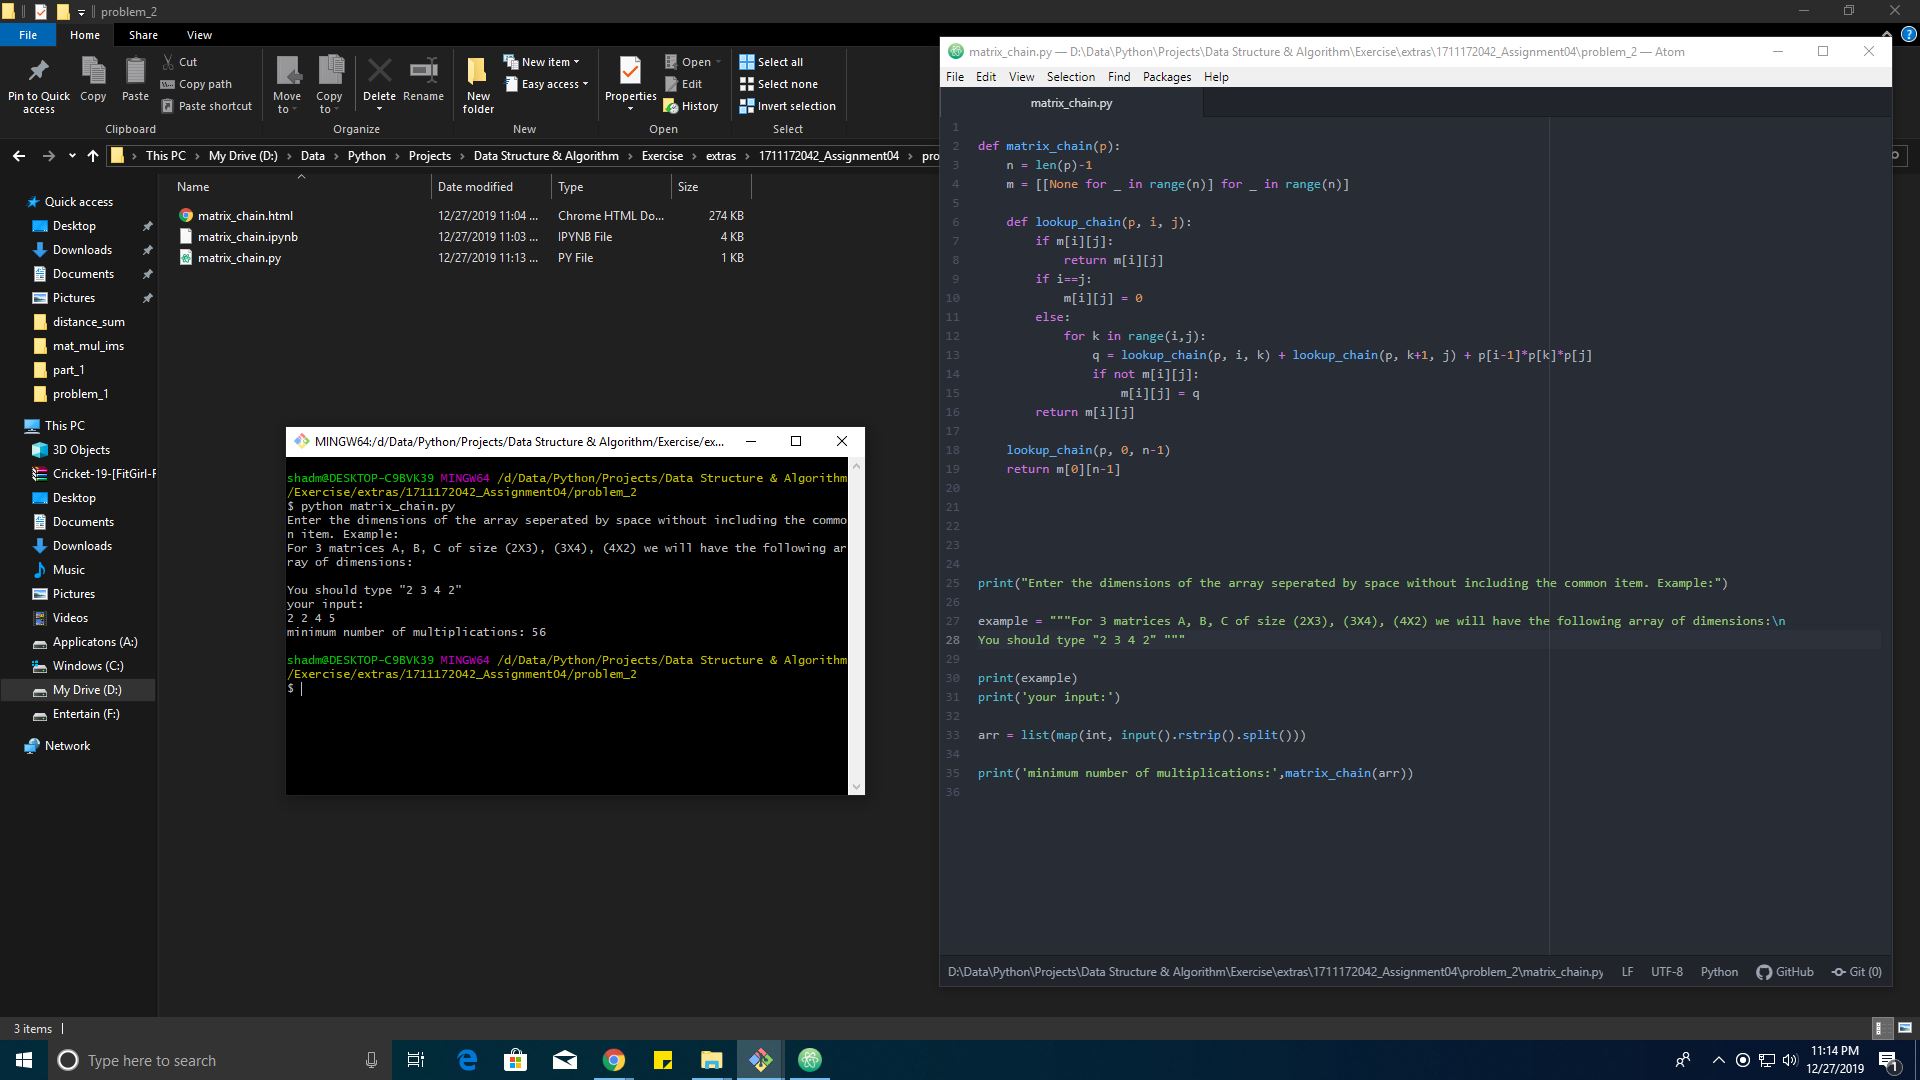 problem_2
File Home Share View
Pin to Quick access
Copy
Paste
Cut
Copy path
Paste shortcut
Clipboard
Move to
Copy to
Delete
Rename
Organize
New folder
New item
Easy access
New
Properties
Open
Edit
History
Open
Select all
Select none
Invert selection
Select
This PC > My Drive (D:) > Data > Python > Projects > Data Structure & Algorithm > Exercise > extras > 1711172042_Assignment04 > pro
Name Date modified Type Size
matrix_chain.html 12/27/2019 11:04 ... Chrome HTML Do... 274 KB
matrix_chain.ipynb 12/27/2019 11:03 ... IPYNB File 4 KB
matrix_chain.py 12/27/2019 11:13 ... PY File 1 KB
Quick access
Desktop
Downloads
Documents
Pictures
distance_sum
mat_mul_ims
part_1
problem_1
This PC
3D Objects
Cricket-19-[FitGirl-F
Desktop
Documents
Downloads
Music
Pictures
Videos
Applicatons (A:)
Windows (C:)
My Drive (D:)
Entertain (F:)
Network
3 items
MINGW64:/d/Data/Python/Projects/Data Structure & Algorithm/Exercise/ex...
shadm@DESKTOP-C9BVK39 MINGW64 /d/Data/Python/Projects/Data Structure & Algorithm
/Exercise/extras/1711172042_Assignment04/problem_2
$ python matrix_chain.py
Enter the dimensions of the array seperated by space without including the commo
n item. Example:
For 3 matrices A, B, C of size (2X3), (3X4), (4X2) we will have the following ar
ray of dimensions:
You should type "2 3 4 2"
your input:
2 2 4 5
minimum number of multiplications: 56
shadm@DESKTOP-C9BVK39 MINGW64 /d/Data/Python/Projects/Data Structure & Algorithm
/Exercise/extras/1711172042_Assignment04/problem_2
$
matrix_chain.py — D:\Data\Python\Projects\Data Structure & Algorithm\Exercise\extras\1711172042_Assignment04\problem_2 — Atom
File Edit View Selection Find Packages Help
matrix_chain.py
1
2 def matrix_chain(p):
3 n = len(p)-1
4 m = [[None for _ in range(n)] for _ in range(n)]
5
6 def lookup_chain(p, i, j):
7 if m[i][j]:
8 return m[i][j]
9 if i==j:
10 m[i][j] = 0
11 else:
12 for k in range(i,j):
13 q = lookup_chain(p, i, k) + lookup_chain(p, k+1, j) + p[i-1]*p[k]*p[j]
14 if not m[i][j]:
15 m[i][j] = q
16 return m[i][j]
17
18 lookup_chain(p, 0, n-1)
19 return m[0][n-1]
20
21
22
23
24
25 print("Enter the dimensions of the array seperated by space without including the common item. Example:")
26
27 example = """For 3 matrices A, B, C of size (2X3), (3X4), (4X2) we will have the following array of dimensions:\n
28 You should type "2 3 4 2" """
29
30 print(example)
31 print('your input:')
32
33 arr = list(map(int, input().rstrip().split()))
34
35 print('minimum number of multiplications:',matrix_chain(arr))
36
D:\Data\Python\Projects\Data Structure & Algorithm\Exercise\extras\1711172042_Assignment04\problem_2\matrix_chain.py LF UTF-8 Python GitHub Git (0)
Type here to search
11:14 PM
12/27/2019
1